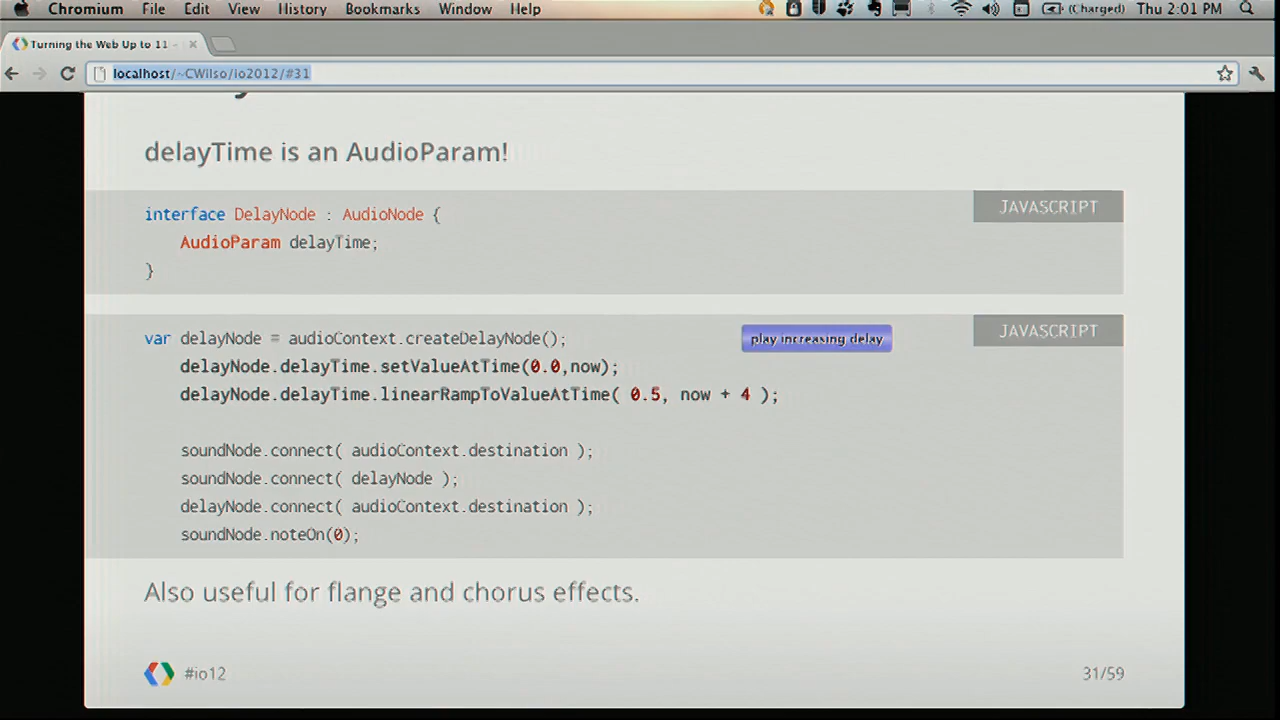 Chromium File Edit View History Bookmarks Window Help (Charged) Thu 2:01 PM
Turning the Web Up to 11 -
localhost/~CWilso/io2012/#31
delayTime is an AudioParam!
JAVASCRIPT
interface DelayNode : AudioNode {
AudioParam delayTime;
}
JAVASCRIPT
play increasing delay
var delayNode = audioContext.createDelayNode();
delayNode.delayTime.setValueAtTime(0.0,now);
delayNode.delayTime.linearRampToValueAtTime( 0.5, now + 4 );
soundNode.connect( audioContext.destination );
soundNode.connect( delayNode );
delayNode.connect( audioContext.destination );
soundNode.noteOn(0);
Also useful for flange and chorus effects.
#io12
31/59